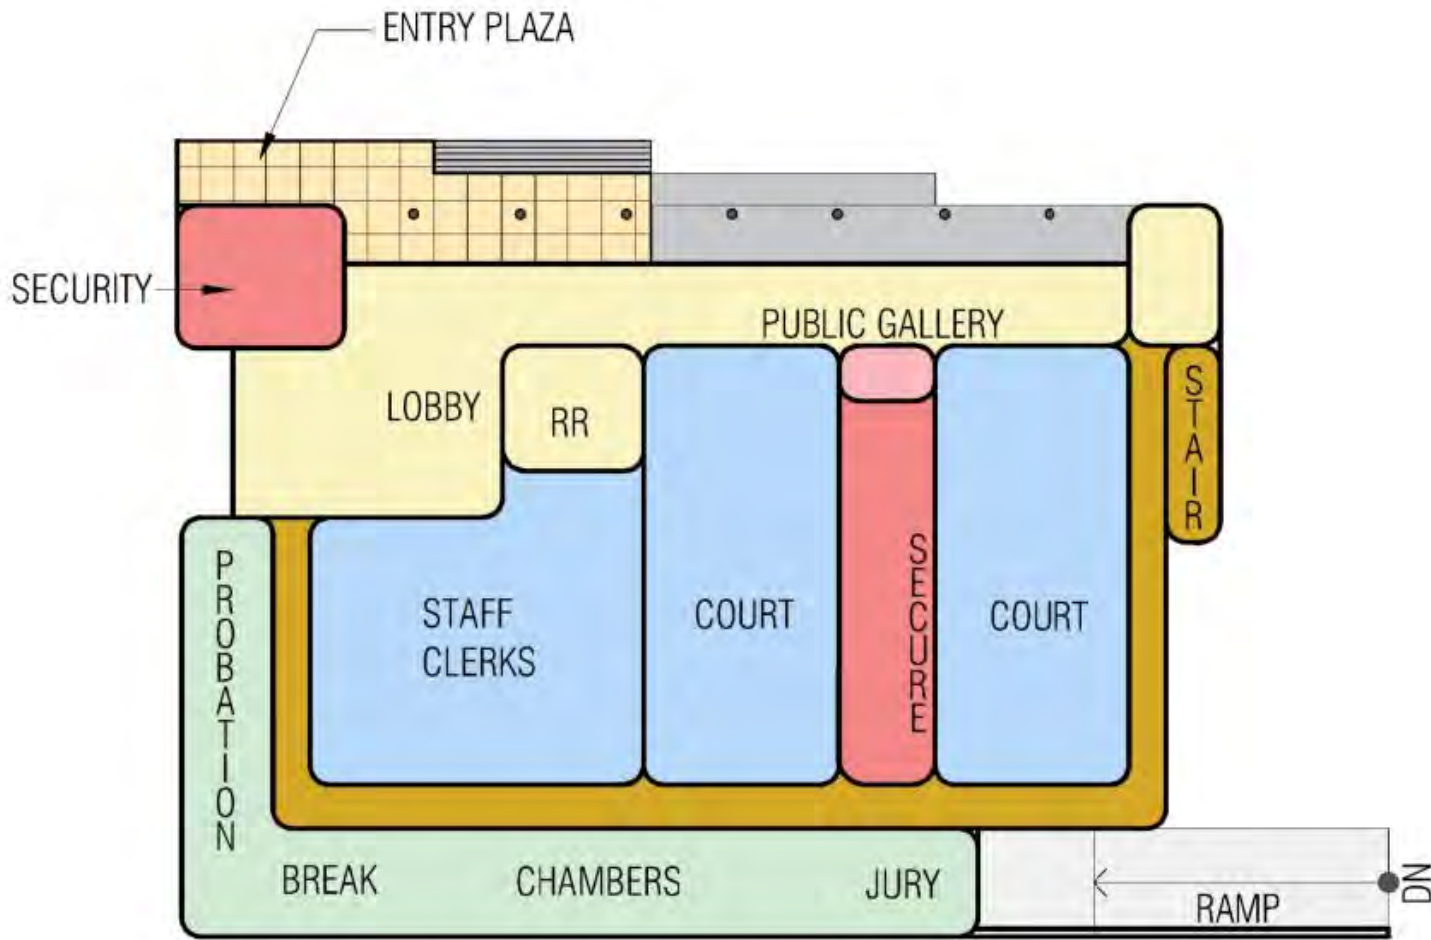 ENTRY PLAZA
SECURITY
PUBLIC GALLERY
LOBBY
RR
STAIR
PROBATION
STAFF
CLERKS
COURT
SECURE
COURT
BREAK
CHAMBERS
JURY
RAMP
DN